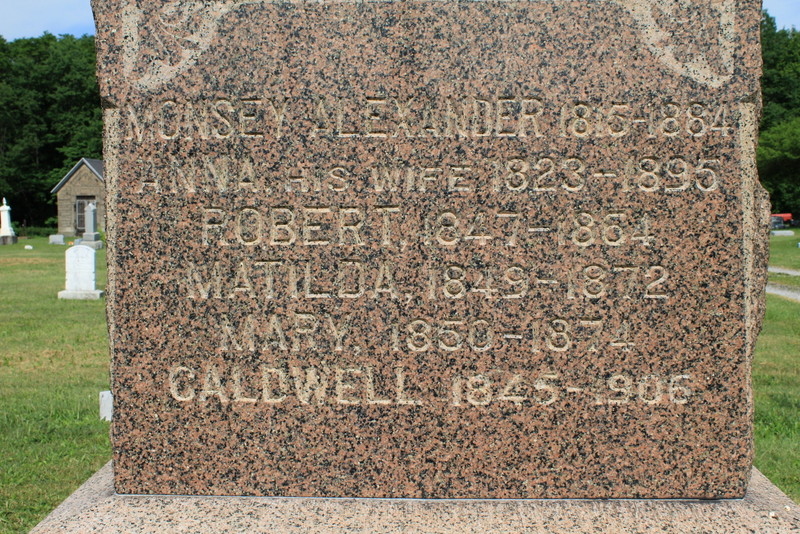 MONSEY ALEXANDER 1815-1884
ANNA, HIS WIFE 1823-1895
ROBERT, 1847-1864
MATILDA, 1849-1872
MARY, 1850-1874
CALDWELL 1845-1906